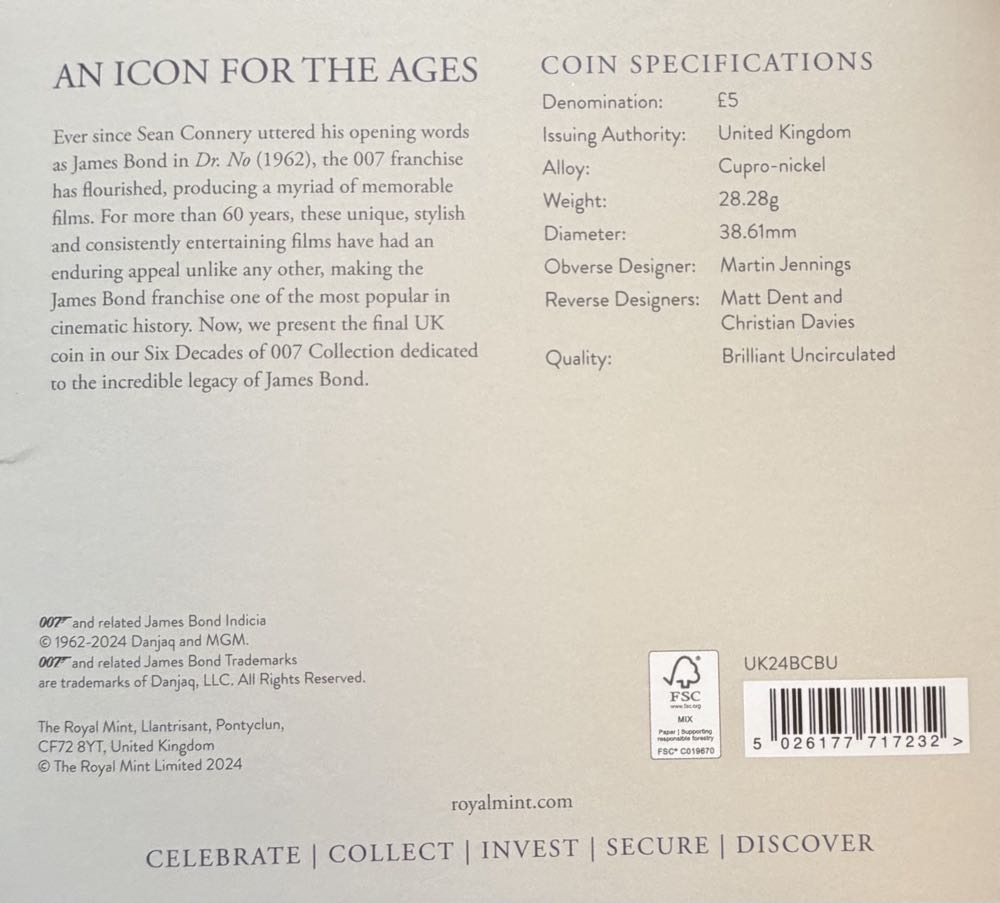 AN ICON FOR THE AGES
Ever since Sean Connery uttered his opening words
as James Bond in Dr. No (1962), the 007 franchise
has flourished, producing a myriad of memorable
films. For more than 60 years, these unique, stylish
and consistently entertaining films have had an
enduring appeal unlike any other, making the
James Bond franchise one of the most popular in
cinematic history. Now, we present the final UK
coin in our Six Decades of 007 Collection dedicated
to the incredible legacy of James Bond.
COIN SPECIFICATIONS
Denomination: £5
Issuing Authority: United Kingdom
Alloy: Cupro-nickel
Weight: 28.28g
Diameter: 38.61mm
Obverse Designer: Martin Jennings
Reverse Designers: Matt Dent and
Christian Davies
Quality: Brilliant Uncirculated
007 and related James Bond Indicia
© 1962-2024 Danjaq and MGM.
007 and related James Bond Trademarks
are trademarks of Danjaq, LLC. All Rights Reserved.
The Royal Mint, Llantrisant, Pontyclun,
CF72 8YT, United Kingdom
© The Royal Mint Limited 2024
FSC
www.fsc.org
MIX
Paper | Supporting
responsible forestry
FSC® C019670
UK24BCBU
5 026177 717232 >
royalmint.com
CELEBRATE | COLLECT | INVEST | SECURE | DISCOVER